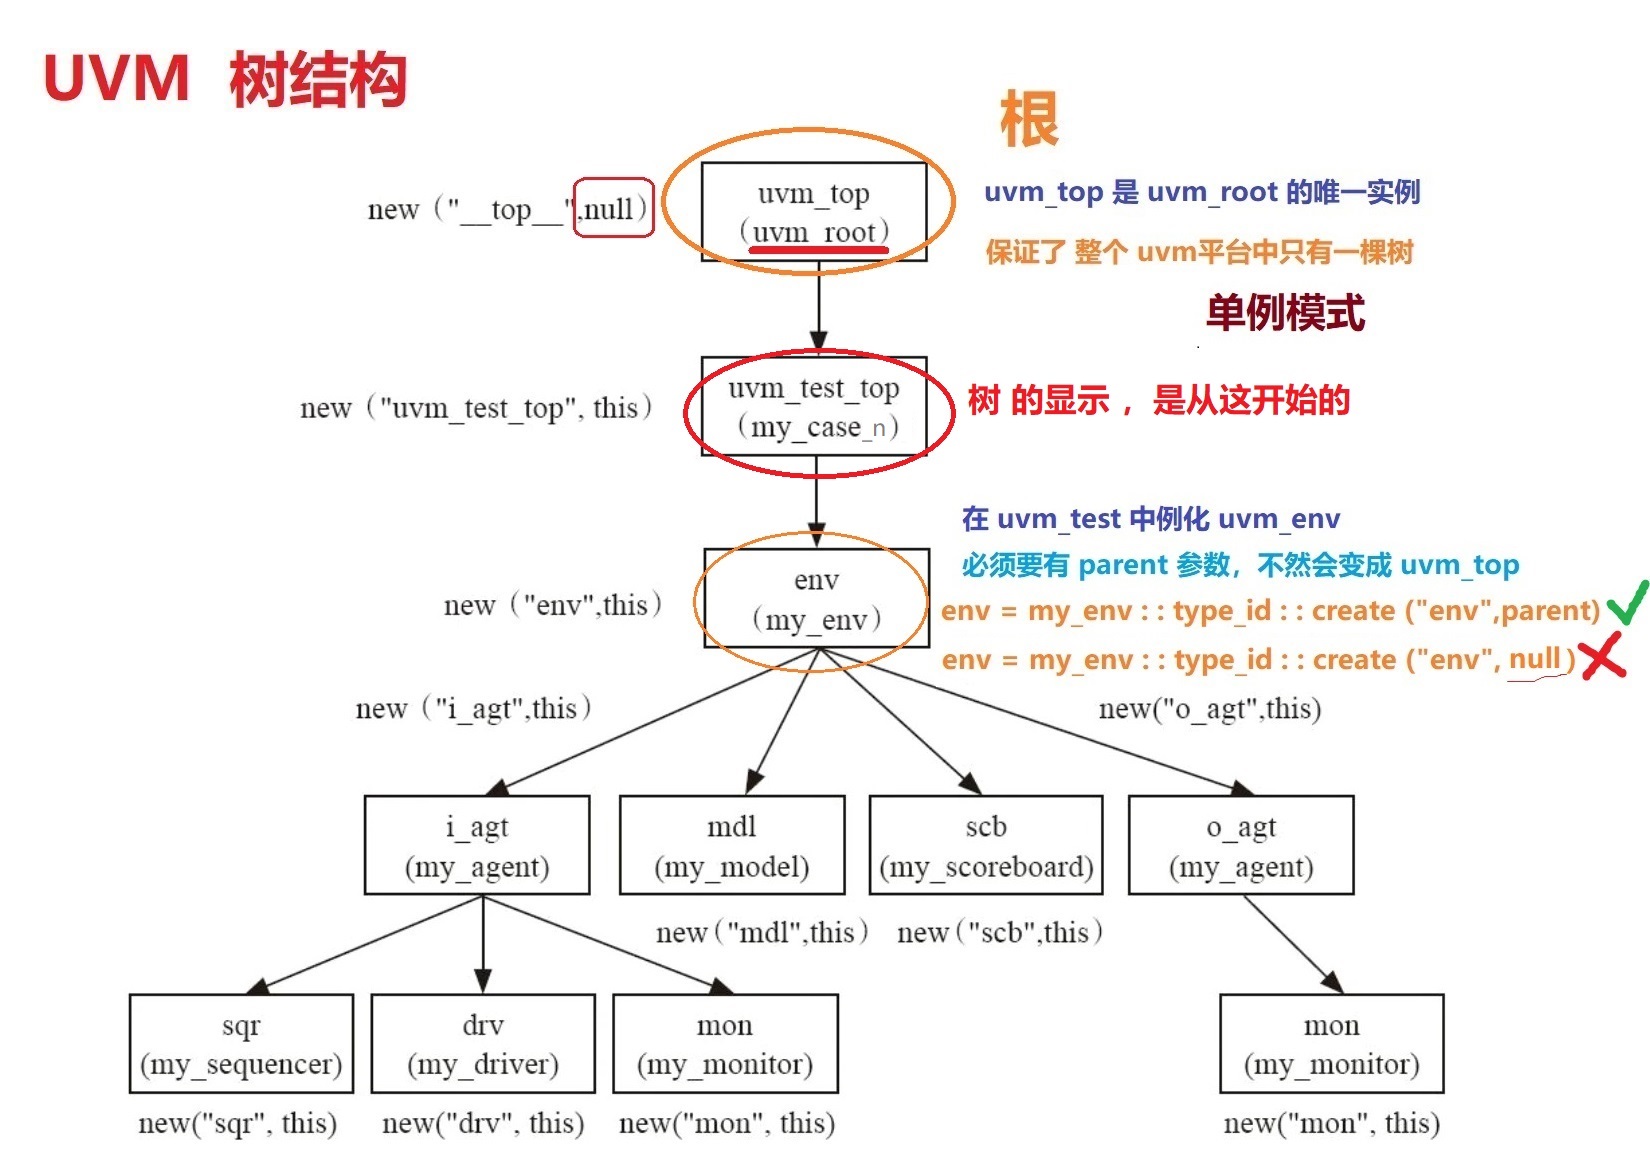 UVM 树结构
根
new（"__top__",null）
uvm_top
（uvm_root）
uvm_top 是 uvm_root 的唯一实例
保证了 整个 uvm平台中只有一棵树
单例模式
new（"uvm_test_top", this）
uvm_test_top
（my_case_n）
树 的显示 ， 是从这开始的
在 uvm_test 中例化 uvm_env
必须要有 parent 参数，不然会变成 uvm_top
new（"env",this）
env
（my_env）
env = my_env : : type_id : : create ("env",parent)
env = my_env : : type_id : : create ("env", null )
new（"i_agt",this）
new("o_agt",this)
i_agt
(my_agent)
mdl
(my_model)
scb
(my_scoreboard)
o_agt
(my_agent)
new（"mdl",this）
new（"scb",this）
sqr
(my_sequencer)
drv
(my_driver)
mon
(my_monitor)
mon
(my_monitor)
new("sqr", this)
new("drv", this)
new("mon", this)
new("mon", this)